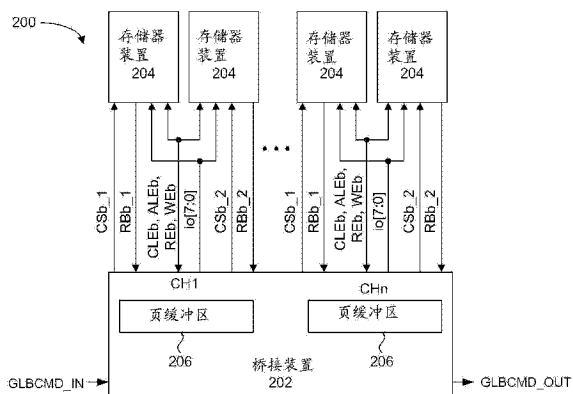 200
存储器
装置
204
存储器
装置
204
存储器
装置
204
存储器
装置
204
CSb_1
RBb_1
CLEb, ALEb,
REb, WEb
io[7:0]
CSb_2
RBb_2
CSb_1
RBb_1
CLEb, ALEb,
REb, WEb
io[7:0]
CSb_2
RBb_2
CH1
CHn
页缓冲区
页缓冲区
206
206
桥接装置
202
GLBCMD_IN
GLBCMD_OUT